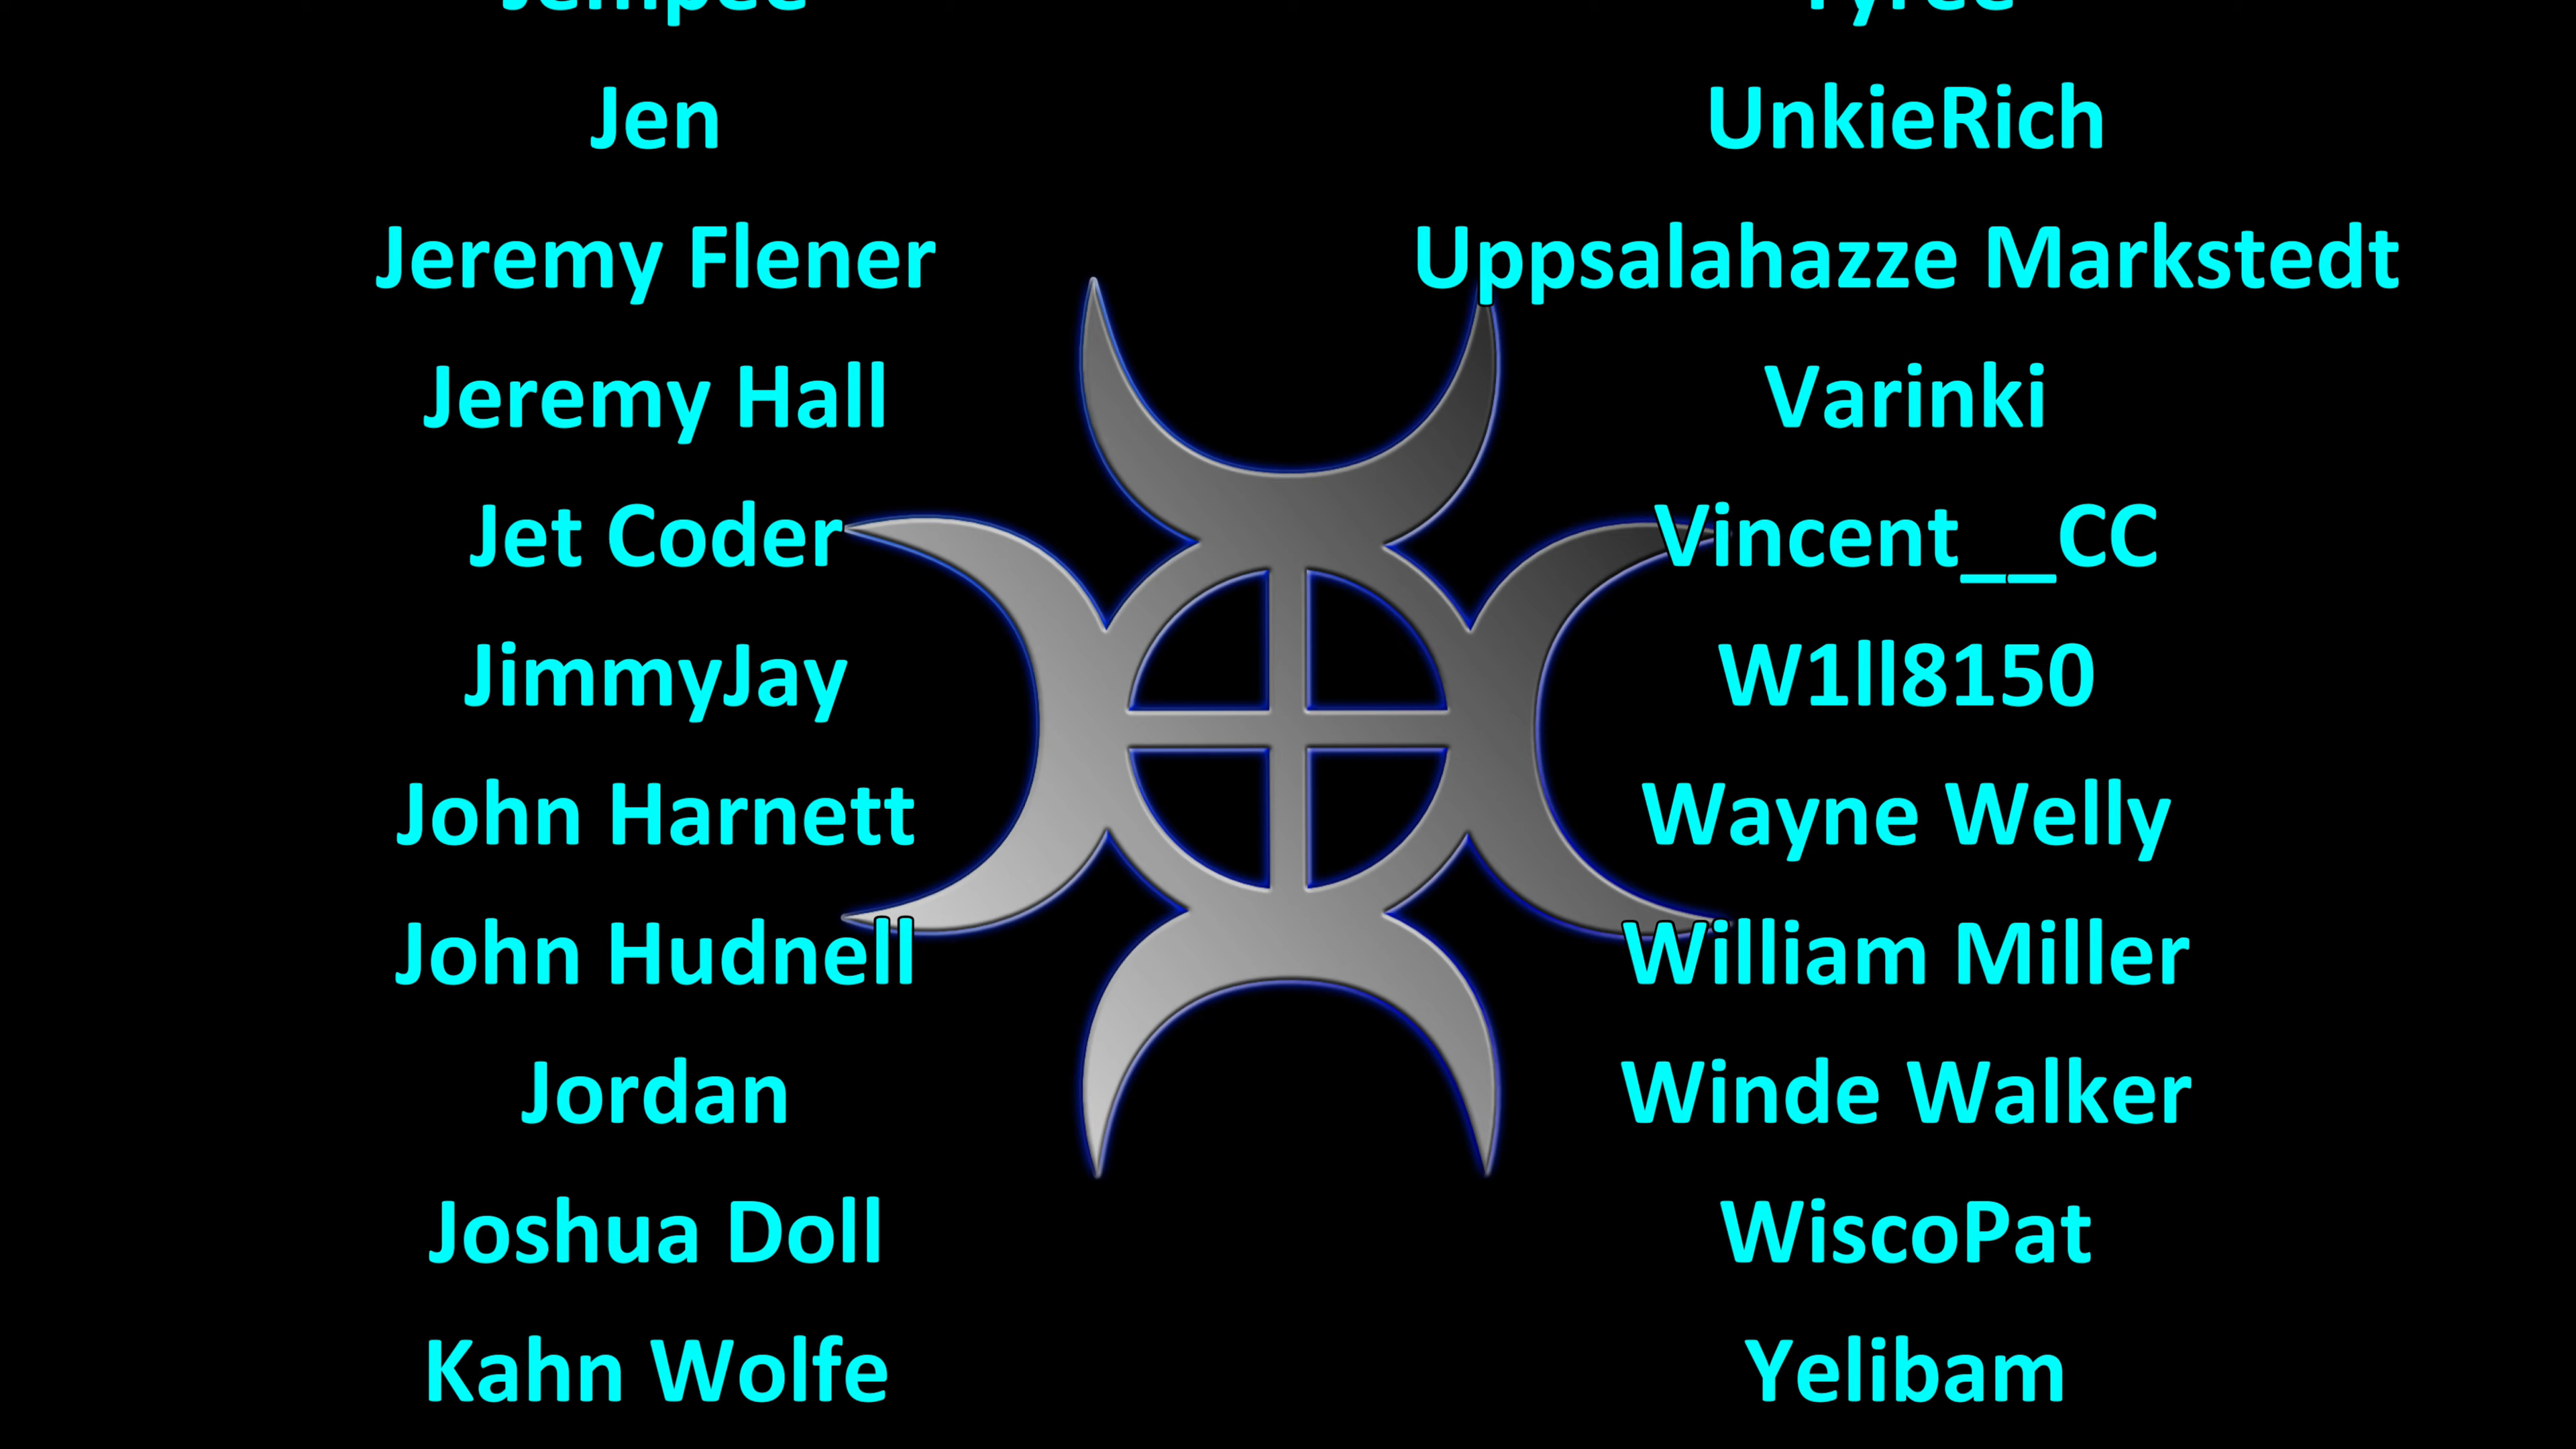 Jen
Jeremy Flener
Jeremy Hall
Jet Coder
JimmyJay
John Harnett
John Hudnell
Jordan
Joshua Doll
Kahn Wolfe
UnkieRich
Uppsalahazze Markstedt
Varinki
Vincent__CC
W1ll8150
Wayne Welly
William Miller
Winde Walker
WiscoPat
Yelibam